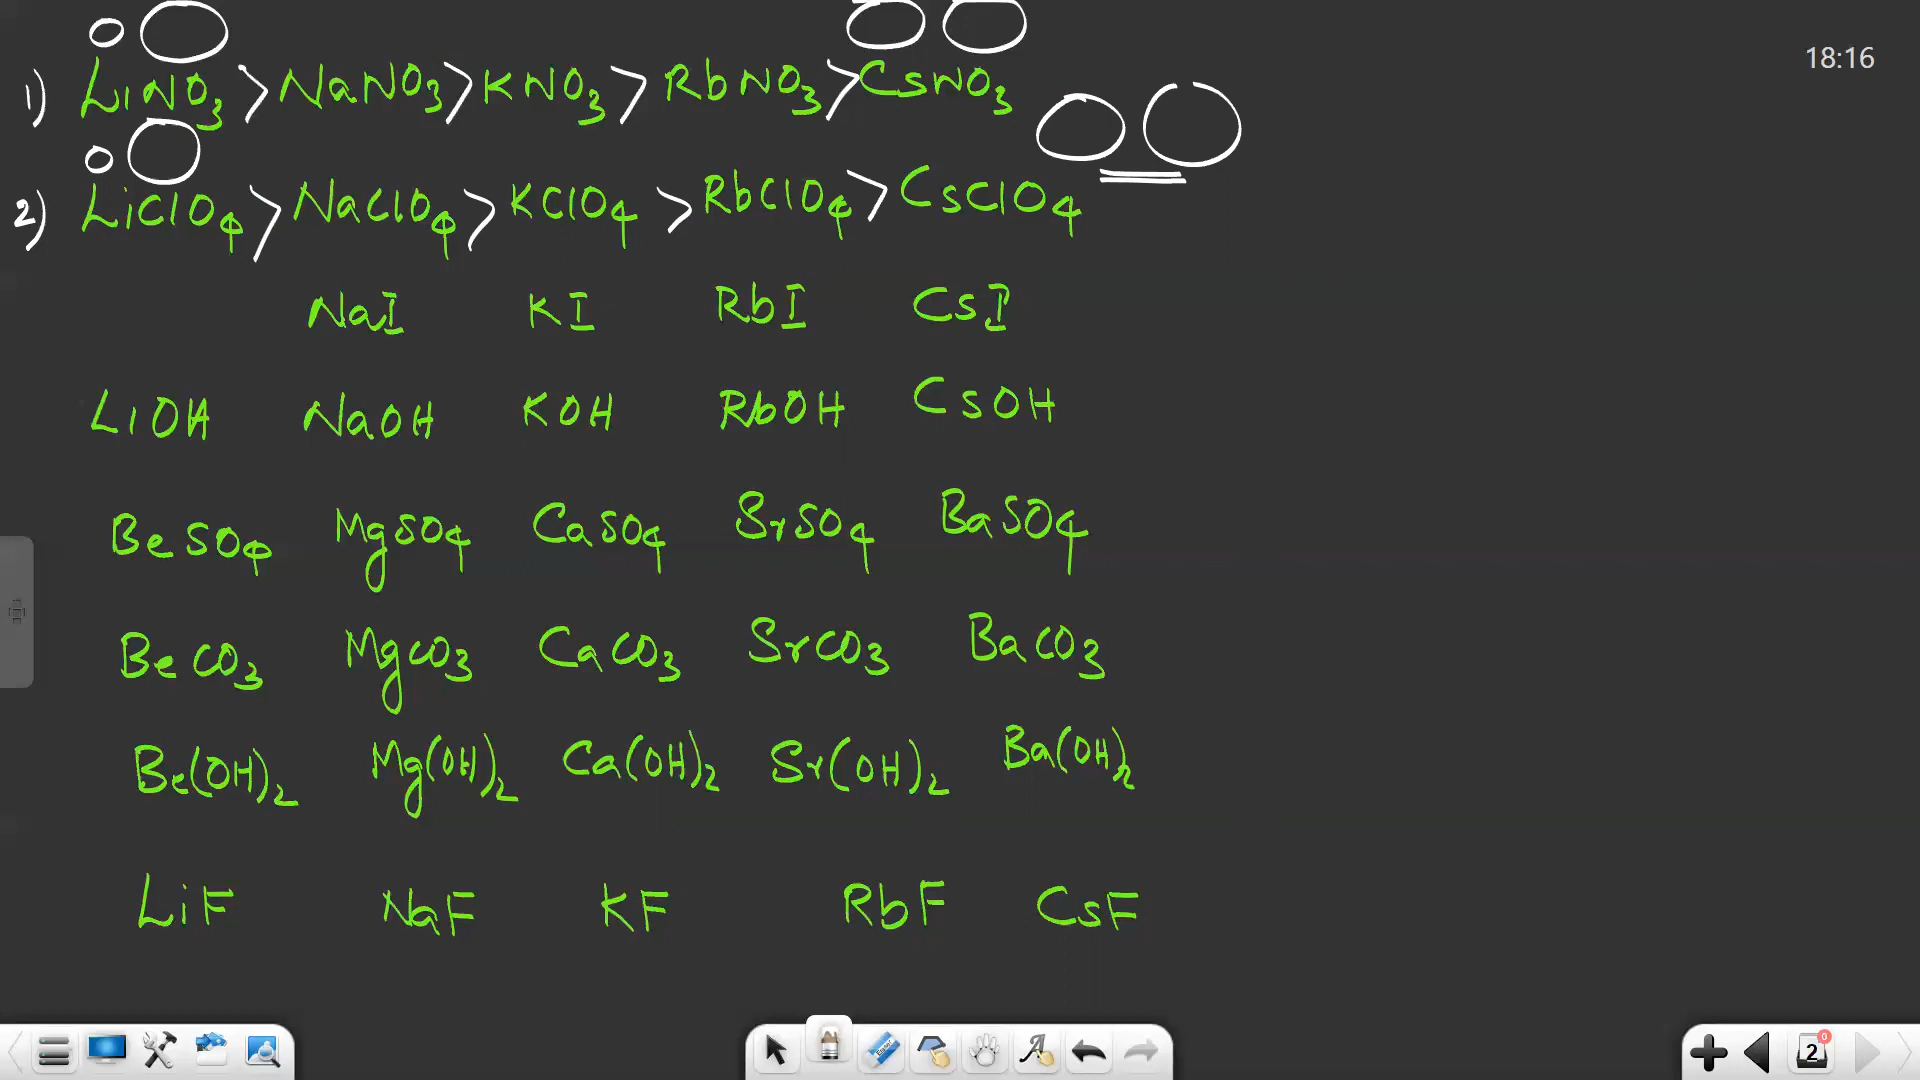 18:16
1) LiNO3 > NaNO3 > KNO3 > RbNO3 > CsNO3
2) LiClO4 > NaClO4 > KClO4 > RbClO4 > CsClO4
NaI KI RbI CsI
LiOH NaOH KOH RbOH CsOH
BeSO4 MgSO4 CaSO4 SrSO4 BaSO4
BeCO3 MgCO3 CaCO3 SrCO3 BaCO3
Be(OH)2 Mg(OH)2 Ca(OH)2 Sr(OH)2 Ba(OH)2
LiF NaF KF RbF CsF
Eraser A 2 0